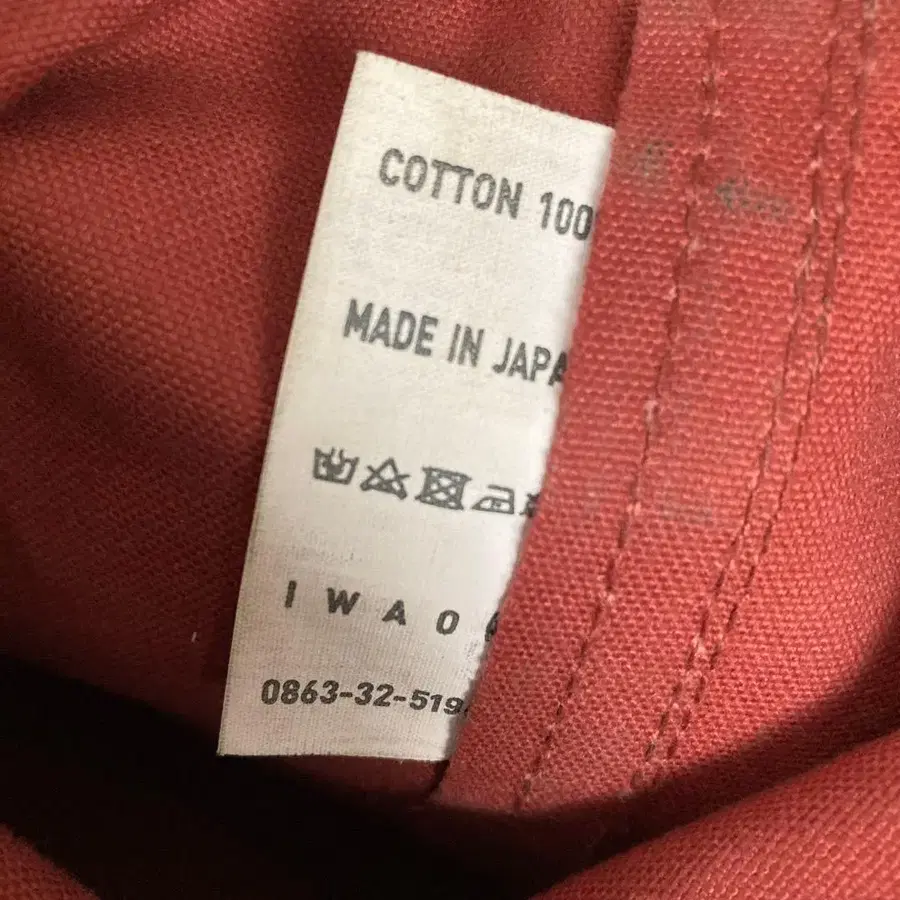 COTTON 100
MADE IN JAPA
I W A O
0863-32-519